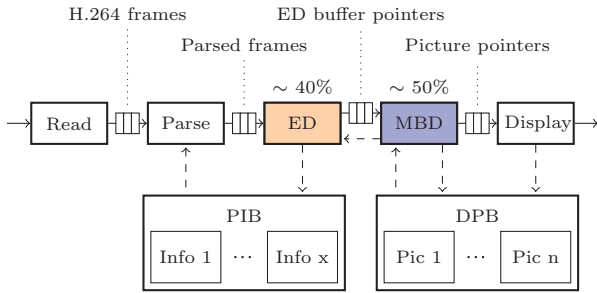 H.264 frames
ED buffer pointers
Parsed frames
Picture pointers
~ 40%
~ 50%
Read
Parse
ED
MBD
Display
PIB
DPB
Info 1 ... Info x
Pic 1 ... Pic n